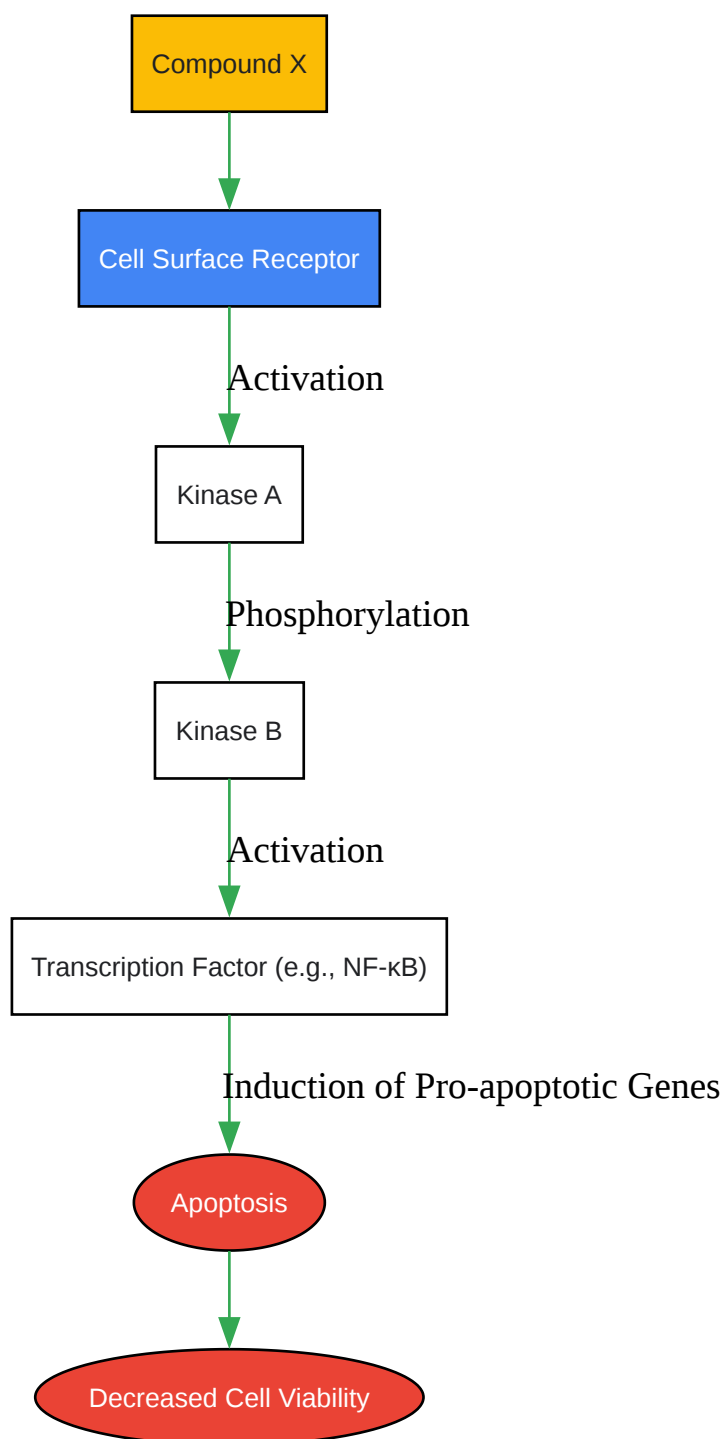 Compound X
Cell Surface Receptor
Activation
Kinase A
Phosphorylation
Kinase B
Activation
Transcription Factor (e.g., NF-κB)
Induction of Pro-apoptotic Genes
Apoptosis
Decreased Cell Viability